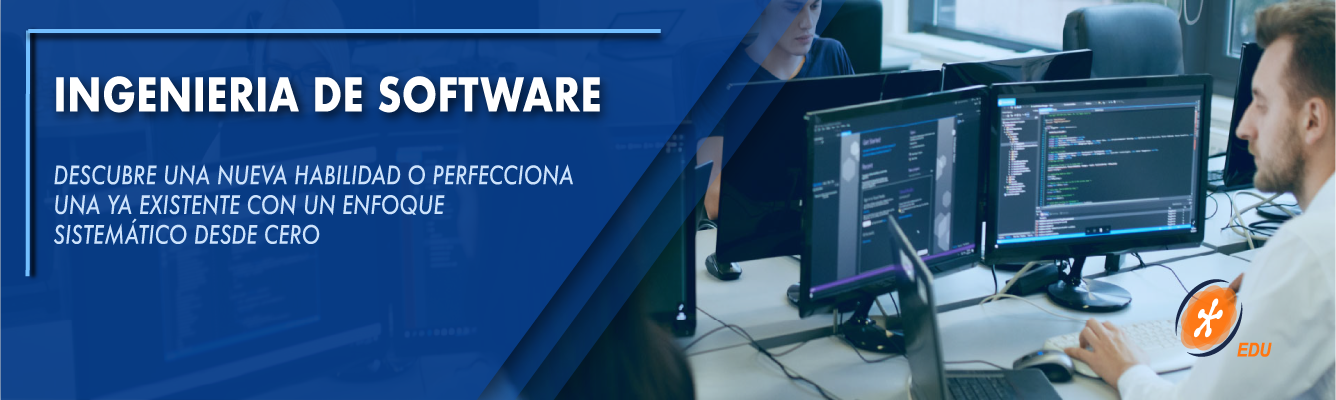 INGENIERIA DE SOFTWARE
DESCUBRE UNA NUEVA HABILIDAD O PERFECCIONA
UNA YA EXISTENTE CON UN ENFOQUE
SISTEMÁTICO DESDE CERO
EDU